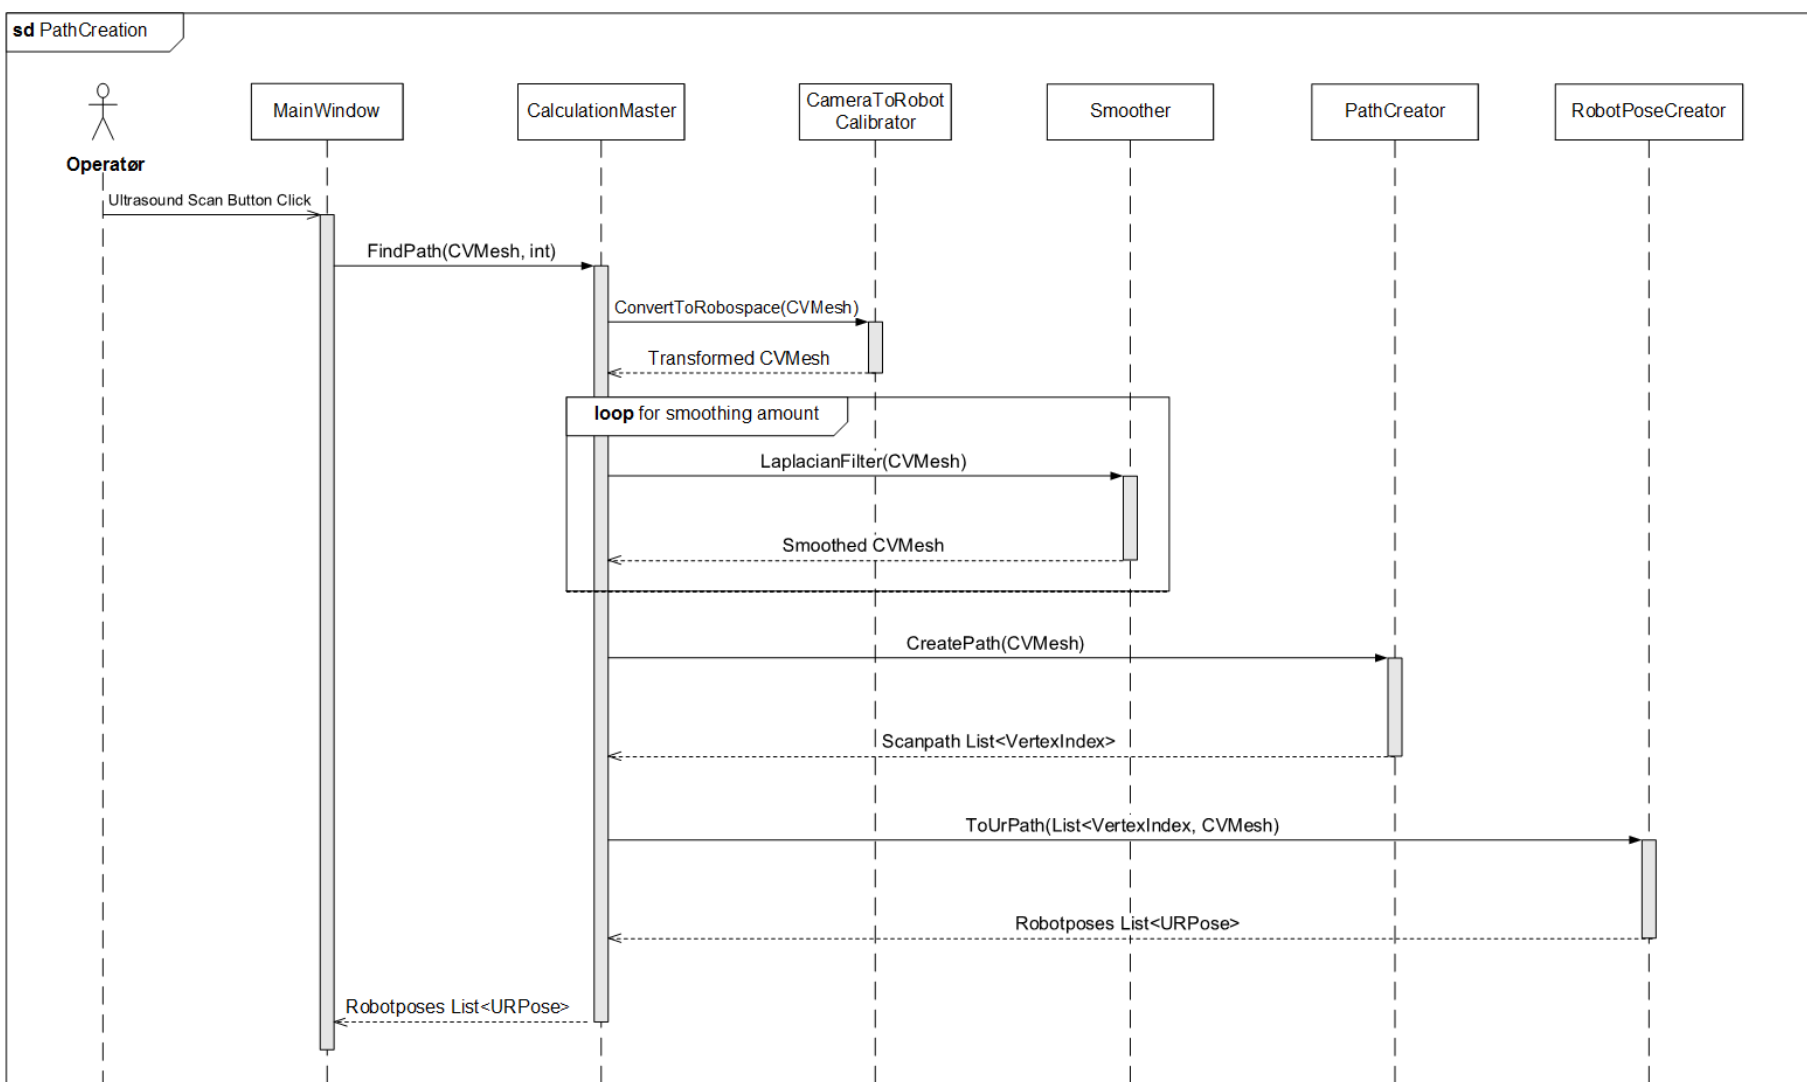 sd PathCreation
Operatør
MainWindow
CalculationMaster
CameraToRobot
Calibrator
Smoother
PathCreator
RobotPoseCreator
Ultrasound Scan Button Click
FindPath(CVMesh, int)
ConvertToRobospace(CVMesh)
Transformed CVMesh
loop for smoothing amount
LaplacianFilter(CVMesh)
Smoothed CVMesh
CreatePath(CVMesh)
Scanpath List<VertexIndex>
ToUrPath(List<VertexIndex, CVMesh)
Robotposes List<URPose>
Robotposes List<URPose>